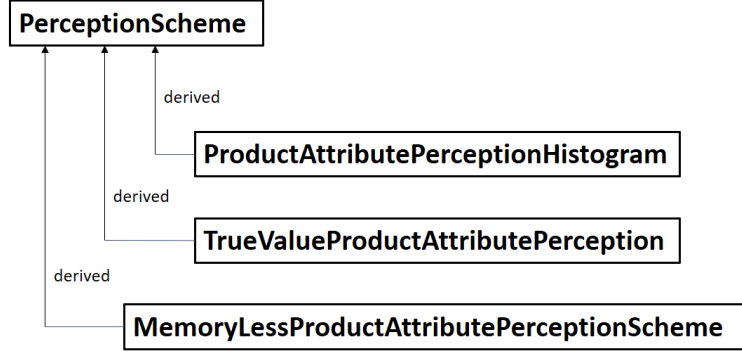 PerceptionScheme
derived
ProductAttributePerceptionHistogram
derived
TrueValueProductAttributePerception
derived
MemoryLessProductAttributePerceptionScheme